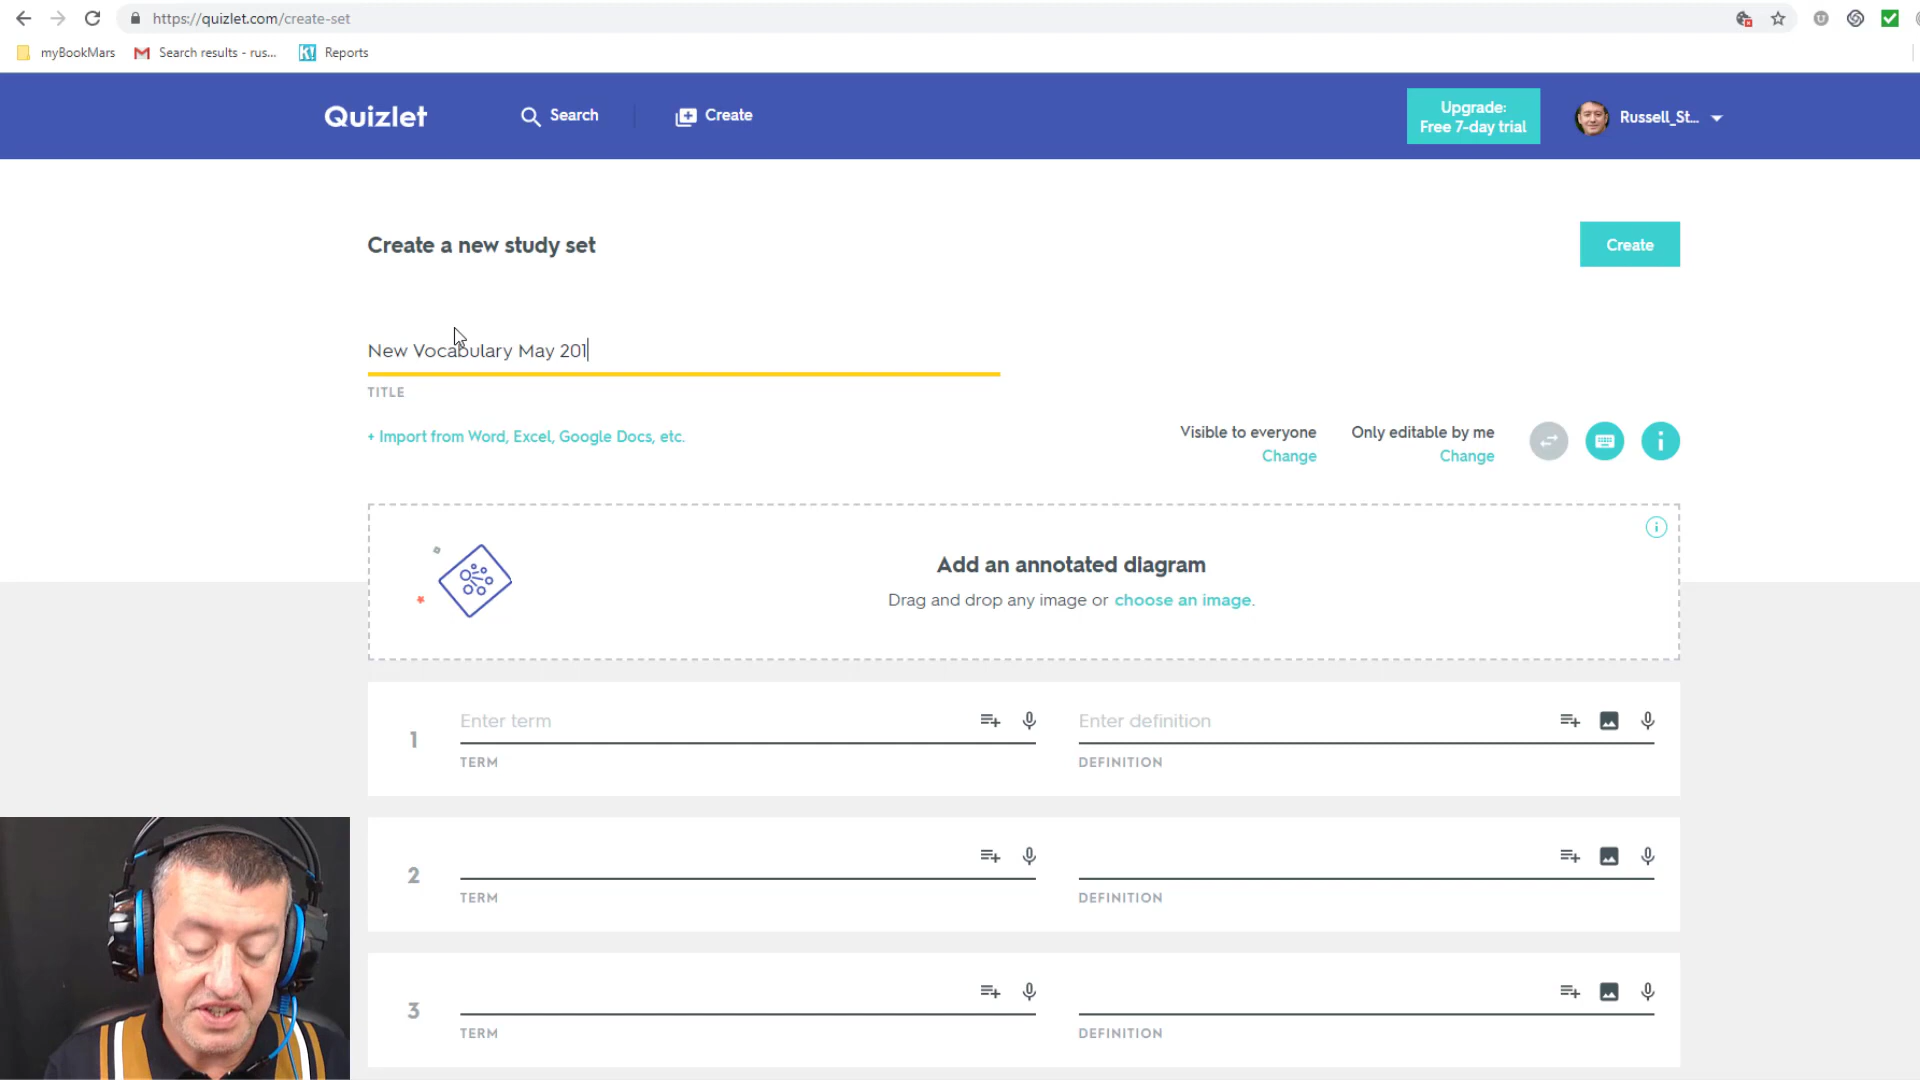 https://quizlet.com/create-set
myBookMars
Search results - rus...
Reports
Quizlet
Search
Create
Upgrade:
Free 7-day trial
Russell_St...
Create a new study set
Create
New Vocabulary May 201
TITLE
+ Import from Word, Excel, Google Docs, etc.
Visible to everyone
Change
Only editable by me
Change
Add an annotated diagram
Drag and drop any image or choose an image.
1
Enter term
TERM
Enter definition
DEFINITION
2
TERM
DEFINITION
3
TERM
DEFINITION